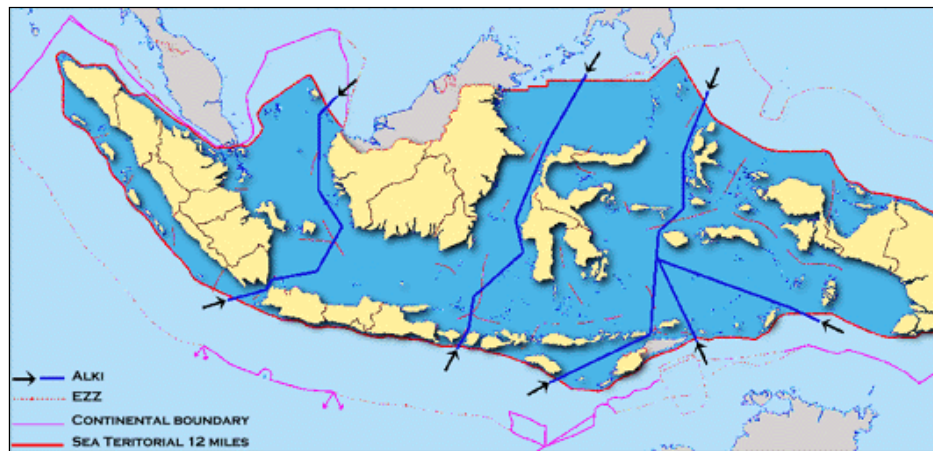 ALKI
EZZ
CONTINENTAL BOUNDARY
SEA TERITORIAL 12 MILES